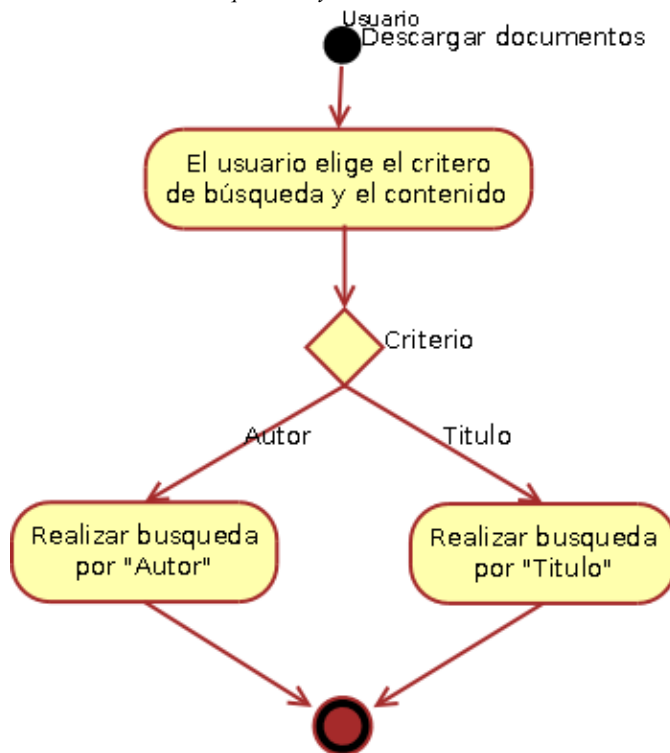 Usuario
Descargar documentos
El usuario elige el critero
de búsqueda y el contenido
Criterio
Autor
Titulo
Realizar busqueda
por "Autor"
Realizar busqueda
por "Titulo"